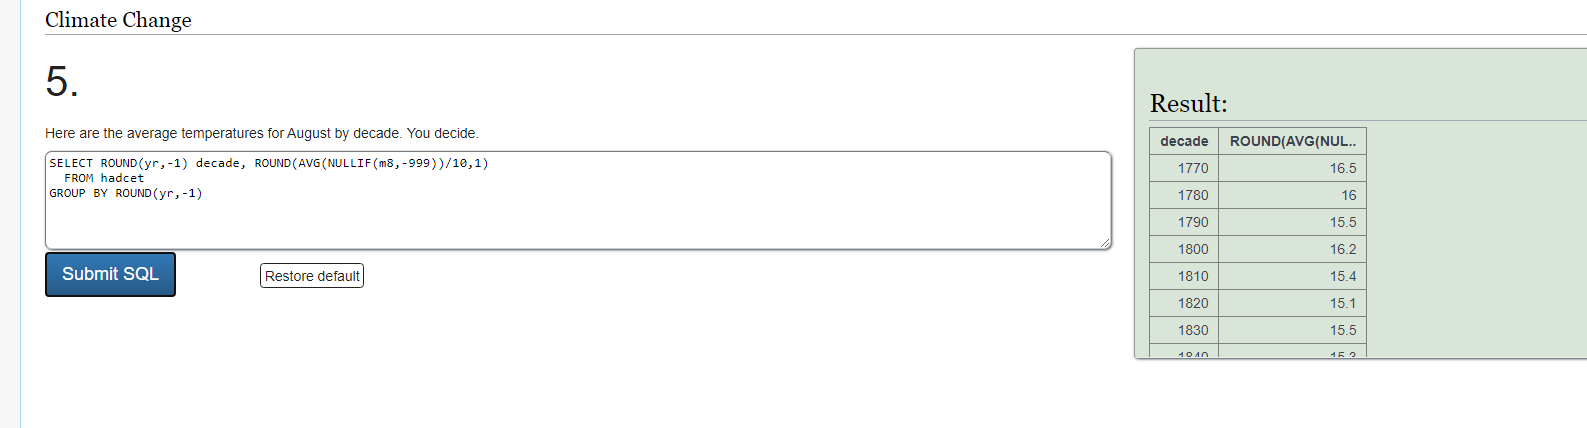 Climate Change
5.
Here are the average temperatures for August by decade. You decide.
SELECT ROUND(yr,-1) decade, ROUND(AVG(NULLIF(m8,-999))/10,1)
FROM hadcet
GROUP BY ROUND(yr,-1)
Submit SQL
Restore default
Result:
decade ROUND(AVG(NUL..
1770 16.5
1780 16
1790 15.5
1800 16.2
1810 15.4
1820 15.1
1830 15.5
1840 15.3